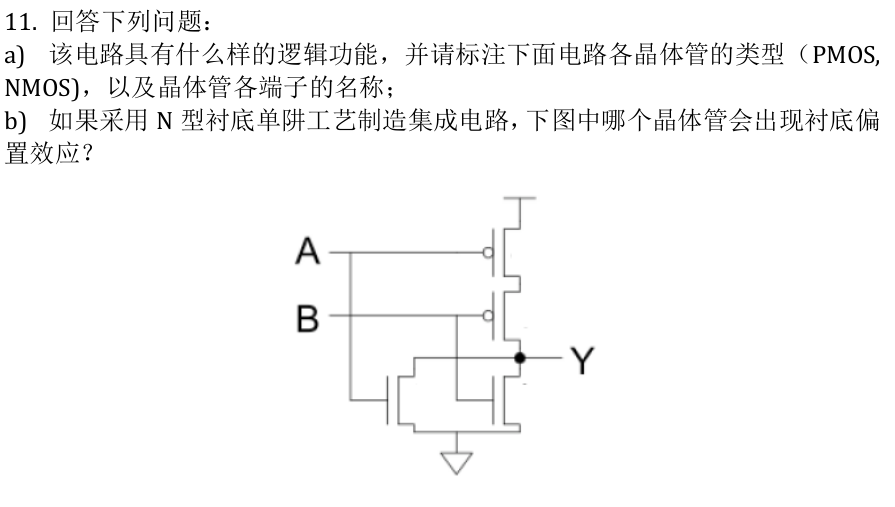 11. 回答下列问题：
a) 该电路具有什么样的逻辑功能，并请标注下面电路各晶体管的类型（PMOS,
NMOS)，以及晶体管各端子的名称；
b) 如果采用 N 型衬底单阱工艺制造集成电路，下图中哪个晶体管会出现衬底偏
置效应？
A
B
Y